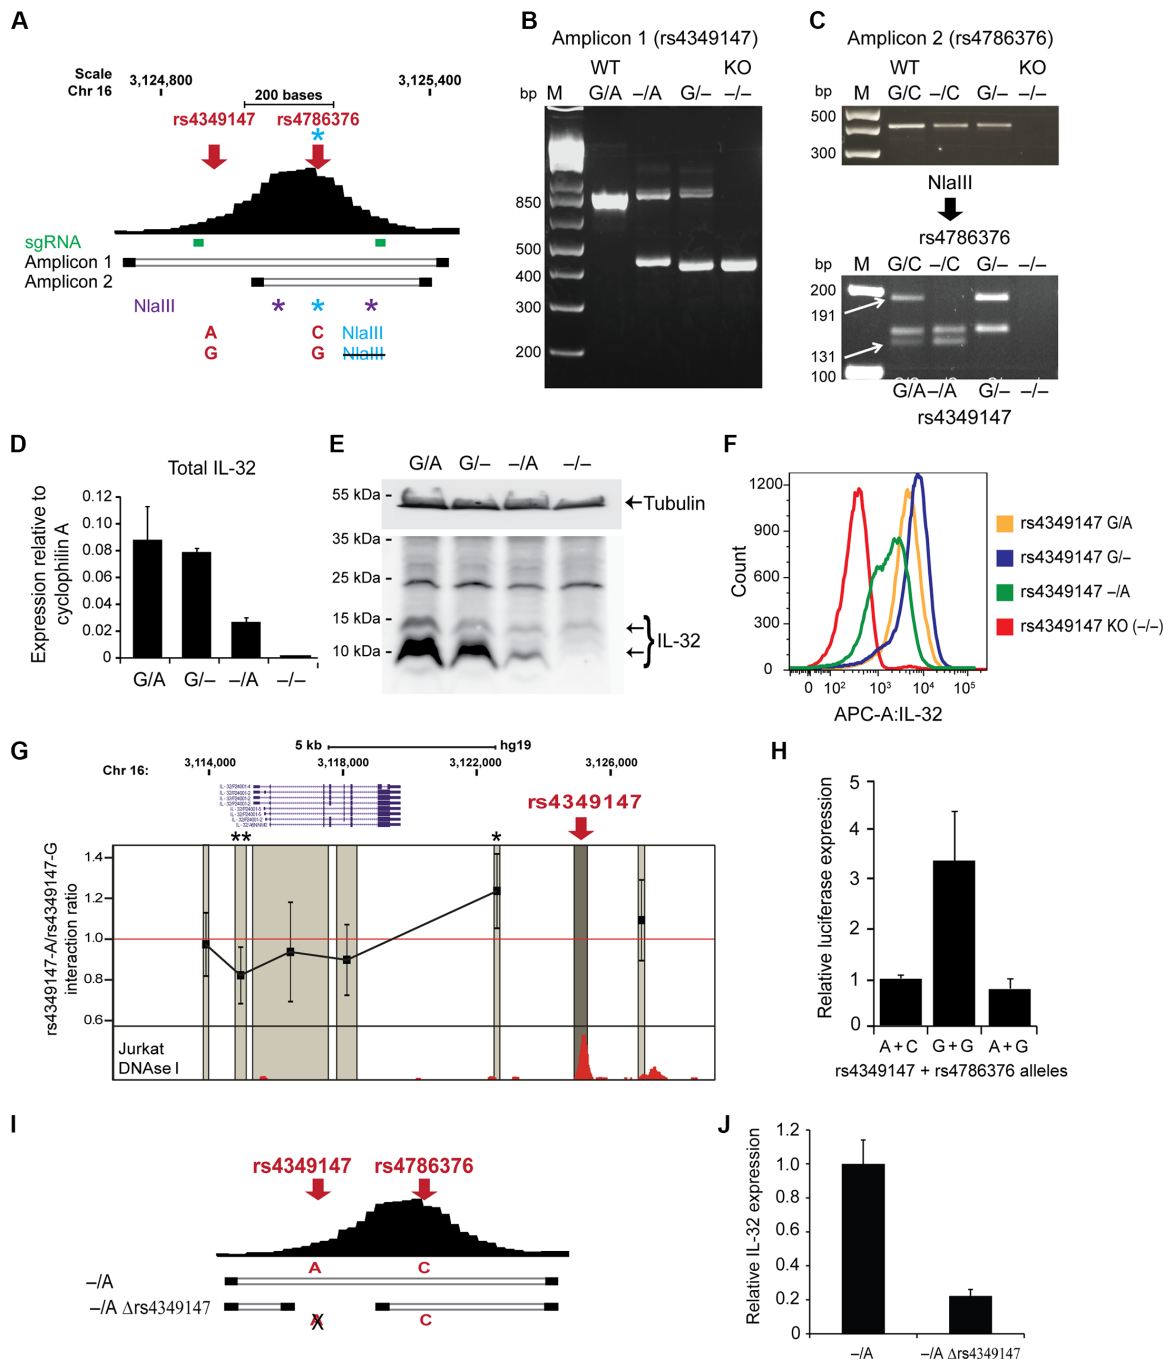 A
Scale
Chr 16
3,124,800
3,125,400
200 bases
rs4349147
rs4786376
*
sgRNA
Amplicon 1
Amplicon 2
NlaIII
*
*
*
A
C
NlaIII
G
G
NlaIII
B
Amplicon 1 (rs4349147)
WT
KO
bp
M
G/A
–/A
G/–
–/–
850
500
400
300
200
C
Amplicon 2 (rs4786376)
WT
KO
bp
M
G/C
–/C
G/–
–/–
500
300
NlaIII
rs4786376
bp
M
G/C
–/C
G/–
–/–
200
191
131
100
G/A
–/A
G/–
–/–
rs4349147
D
Total IL-32
Expression relative to
cyclophilin A
0.12
0.10
0.08
0.06
0.04
0.02
0
G/A
G/–
–/A
–/–
E
G/A
G/–
–/A
–/–
55 kDa
Tubulin
35 kDa
25 kDa
15 kDa
10 kDa
IL-32
F
Count
1200
900
600
300
0
0
10²
10³
10⁴
10⁵
APC-A:IL-32
rs4349147 G/A
rs4349147 G/–
rs4349147 –/A
rs4349147 KO (–/–)
G
5 kb
hg19
Chr 16:
3,114,000
3,118,000
3,122,000
3,126,000
rs4349147
**
*
rs4349147-A/rs4349147-G
interaction ratio
1.4
1.2
1.0
0.8
0.6
Jurkat
DNAse I
H
Relative luciferase expression
5
4
3
2
1
0
A + C
G + G
A + G
rs4349147 + rs4786376 alleles
I
rs4349147
rs4786376
A
C
–/A
–/A Δrs4349147
A
C
J
Relative IL-32 expression
1.2
1.0
0.8
0.6
0.4
0.2
0
–/A
–/A Δrs4349147